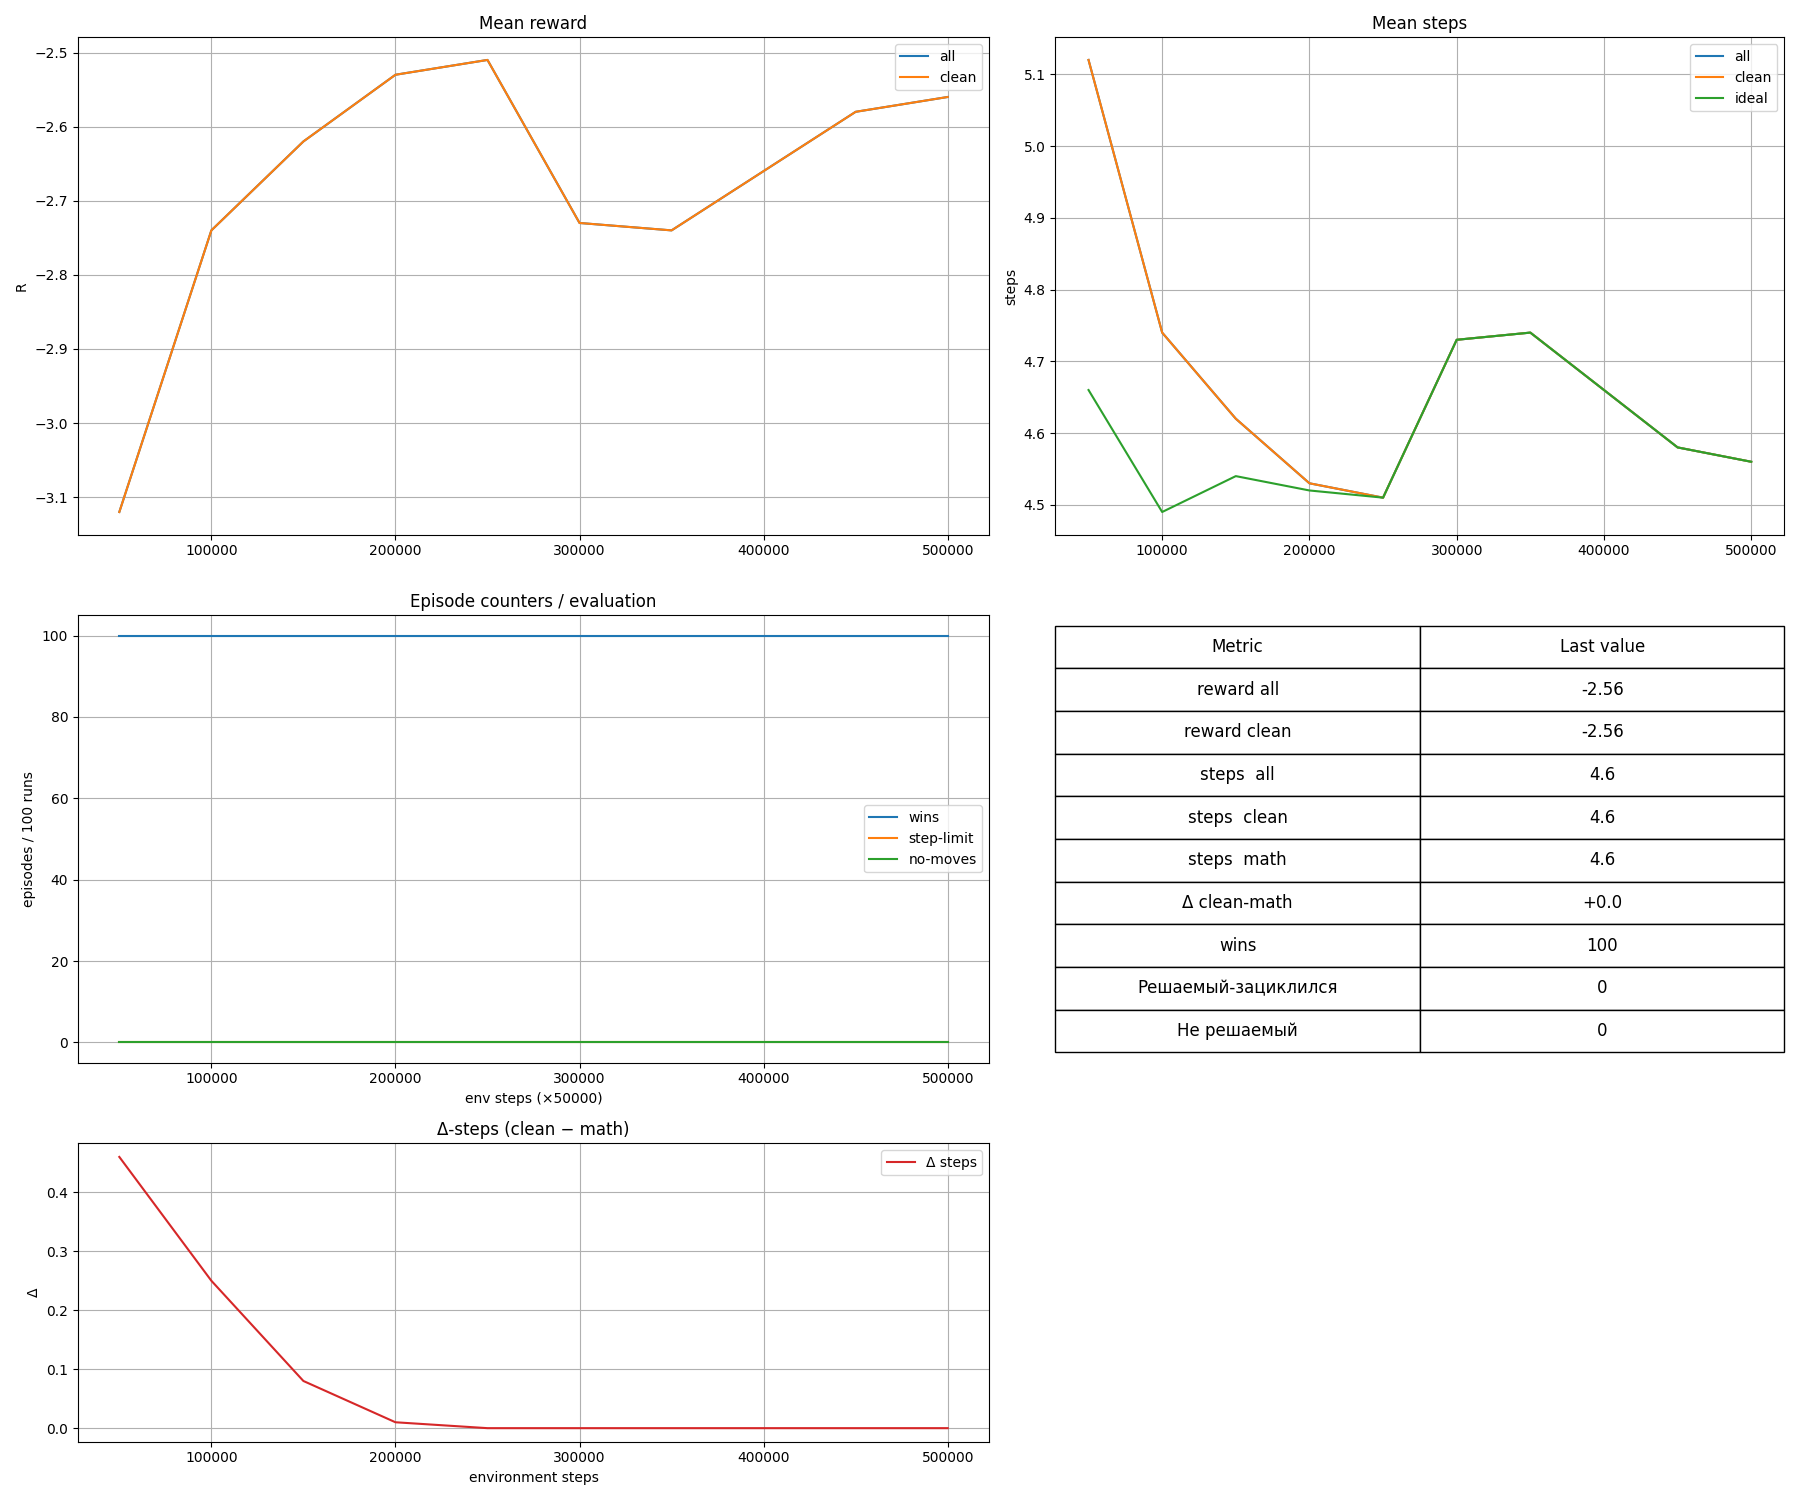 Mean reward
−2.5
−2.6
−2.7
−2.8
−2.9
−3.0
−3.1
R
all
clean
100000 200000 300000 400000 500000
Mean steps
5.1
5.0
4.9
4.8
4.7
4.6
4.5
steps
all
clean
ideal
100000 200000 300000 400000 500000
Episode counters / evaluation
100
80
60
40
20
0
episodes / 100 runs
wins
step-limit
no-moves
100000 200000 300000 400000 500000
env steps (×50000)
Metric Last value
reward all -2.56
reward clean -2.56
steps  all 4.6
steps  clean 4.6
steps  math 4.6
Δ clean-math +0.0
wins 100
Решаемый-зациклился 0
Не решаемый 0
Δ-steps (clean − math)
0.4
0.3
0.2
0.1
0.0
Δ
Δ steps
100000 200000 300000 400000 500000
environment steps